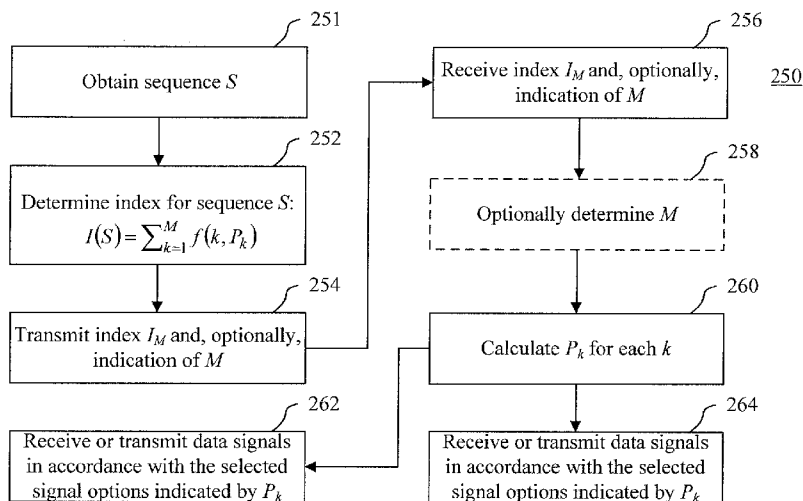 251
Obtain sequence S
252
Determine index for sequence S:
I(S) = ∑_{k=1}^{M} f(k, P_k)
254
Transmit index I_M and, optionally,
indication of M
262
Receive or transmit data signals
in accordance with the selected
signal options indicated by P_k
256
Receive index I_M and, optionally,
indication of M
250
258
Optionally determine M
260
Calculate P_k for each k
264
Receive or transmit data signals
in accordance with the selected
signal options indicated by P_k